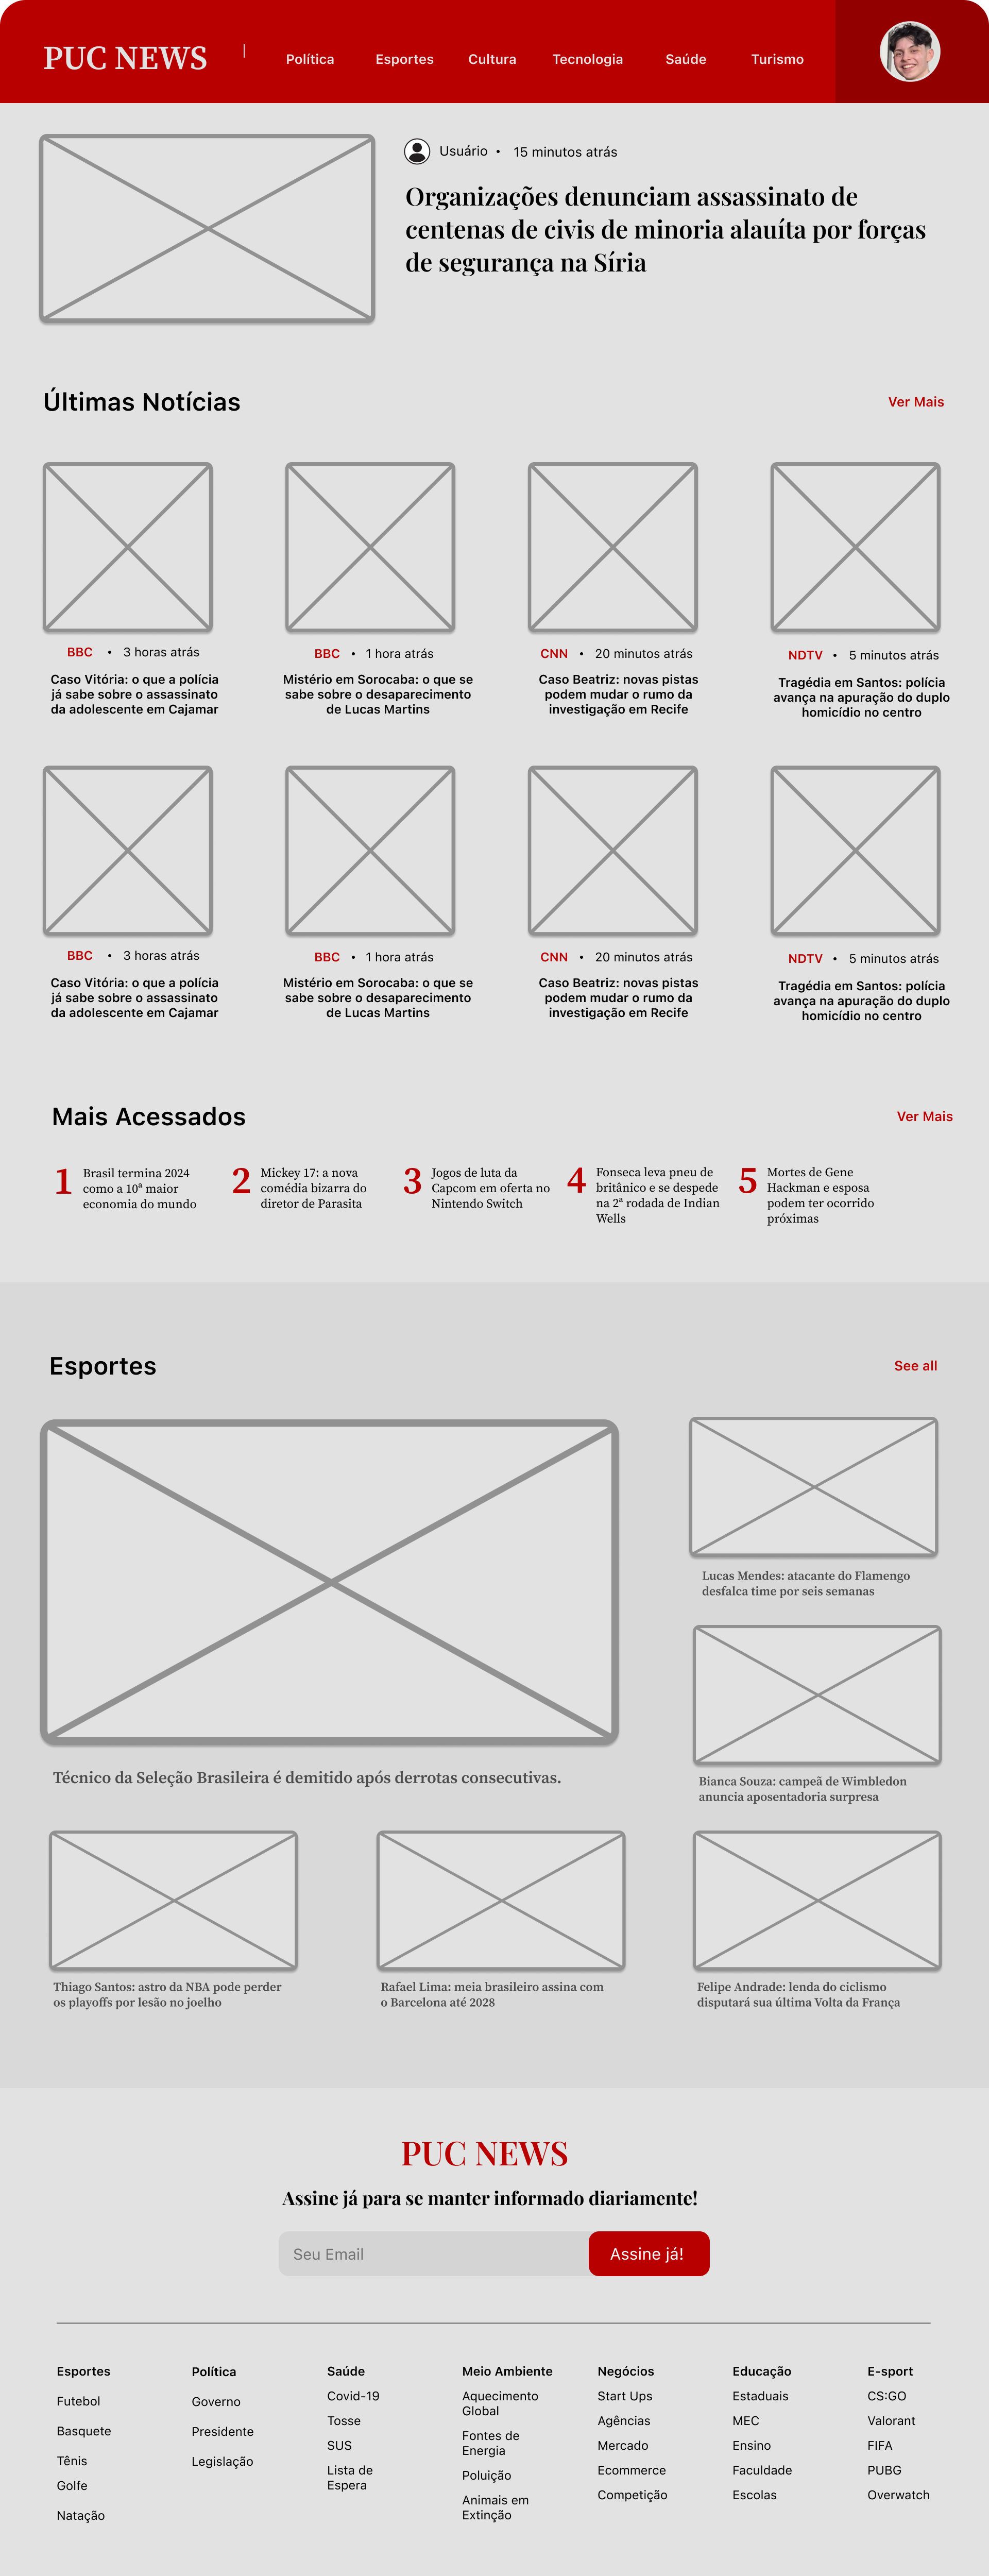 PUC NEWS
Política
Esportes
Cultura
Tecnologia
Saúde
Turismo
Usuário • 15 minutos atrás
Organizações denunciam assassinato de
centenas de civis de minoria alauíta por forças
de segurança na Síria
Últimas Notícias
Ver Mais
BBC • 3 horas atrás
Caso Vitória: o que a polícia
já sabe sobre o assassinato
da adolescente em Cajamar
BBC • 1 hora atrás
Mistério em Sorocaba: o que se
sabe sobre o desaparecimento
de Lucas Martins
CNN • 20 minutos atrás
Caso Beatriz: novas pistas
podem mudar o rumo da
investigação em Recife
NDTV • 5 minutos atrás
Tragédia em Santos: polícia
avança na apuração do duplo
homicídio no centro
BBC • 3 horas atrás
Caso Vitória: o que a polícia
já sabe sobre o assassinato
da adolescente em Cajamar
BBC • 1 hora atrás
Mistério em Sorocaba: o que se
sabe sobre o desaparecimento
de Lucas Martins
CNN • 20 minutos atrás
Caso Beatriz: novas pistas
podem mudar o rumo da
investigação em Recife
NDTV • 5 minutos atrás
Tragédia em Santos: polícia
avança na apuração do duplo
homicídio no centro
Mais Acessados
Ver Mais
1
Brasil termina 2024
como a 10ª maior
economia do mundo
2
Mickey 17: a nova
comédia bizarra do
diretor de Parasita
3
Jogos de luta da
Capcom em oferta no
Nintendo Switch
4
Fonseca leva pneu de
britânico e se despede
na 2ª rodada de Indian
Wells
5
Mortes de Gene
Hackman e esposa
podem ter ocorrido
próximas
Esportes
See all
Técnico da Seleção Brasileira é demitido após derrotas consecutivas.
Lucas Mendes: atacante do Flamengo
desfalca time por seis semanas
Bianca Souza: campeã de Wimbledon
anuncia aposentadoria surpresa
Thiago Santos: astro da NBA pode perder
os playoffs por lesão no joelho
Rafael Lima: meia brasileiro assina com
o Barcelona até 2028
Felipe Andrade: lenda do ciclismo
disputará sua última Volta da França
PUC NEWS
Assine já para se manter informado diariamente!
Seu Email
Assine já!
Esportes
Futebol
Basquete
Tênis
Golfe
Natação
Política
Governo
Presidente
Legislação
Saúde
Covid-19
Tosse
SUS
Lista de
Espera
Meio Ambiente
Aquecimento
Global
Fontes de
Energia
Poluição
Animais em
Extinção
Negócios
Start Ups
Agências
Mercado
Ecommerce
Competição
Educação
Estaduais
MEC
Ensino
Faculdade
Escolas
E-sport
CS:GO
Valorant
FIFA
PUBG
Overwatch